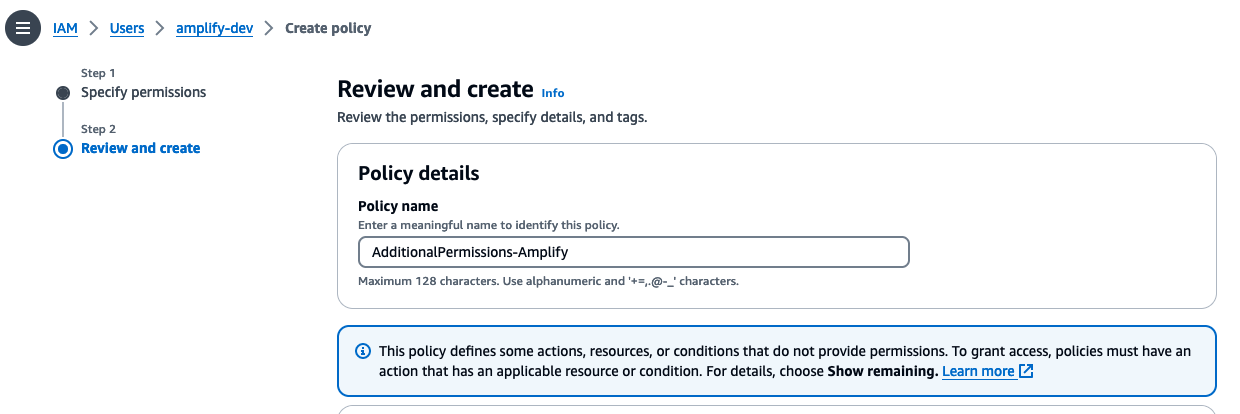 IAM > Users > amplify-dev > Create policy
Step 1
Specify permissions
Step 2
Review and create
Review and create Info
Review the permissions, specify details, and tags.
Policy details
Policy name
Enter a meaningful name to identify this policy.
AdditionalPermissions-Amplify
Maximum 128 characters. Use alphanumeric and '+=,.@-_' characters.
This policy defines some actions, resources, or conditions that do not provide permissions. To grant access, policies must have an
action that has an applicable resource or condition. For details, choose Show remaining. Learn more